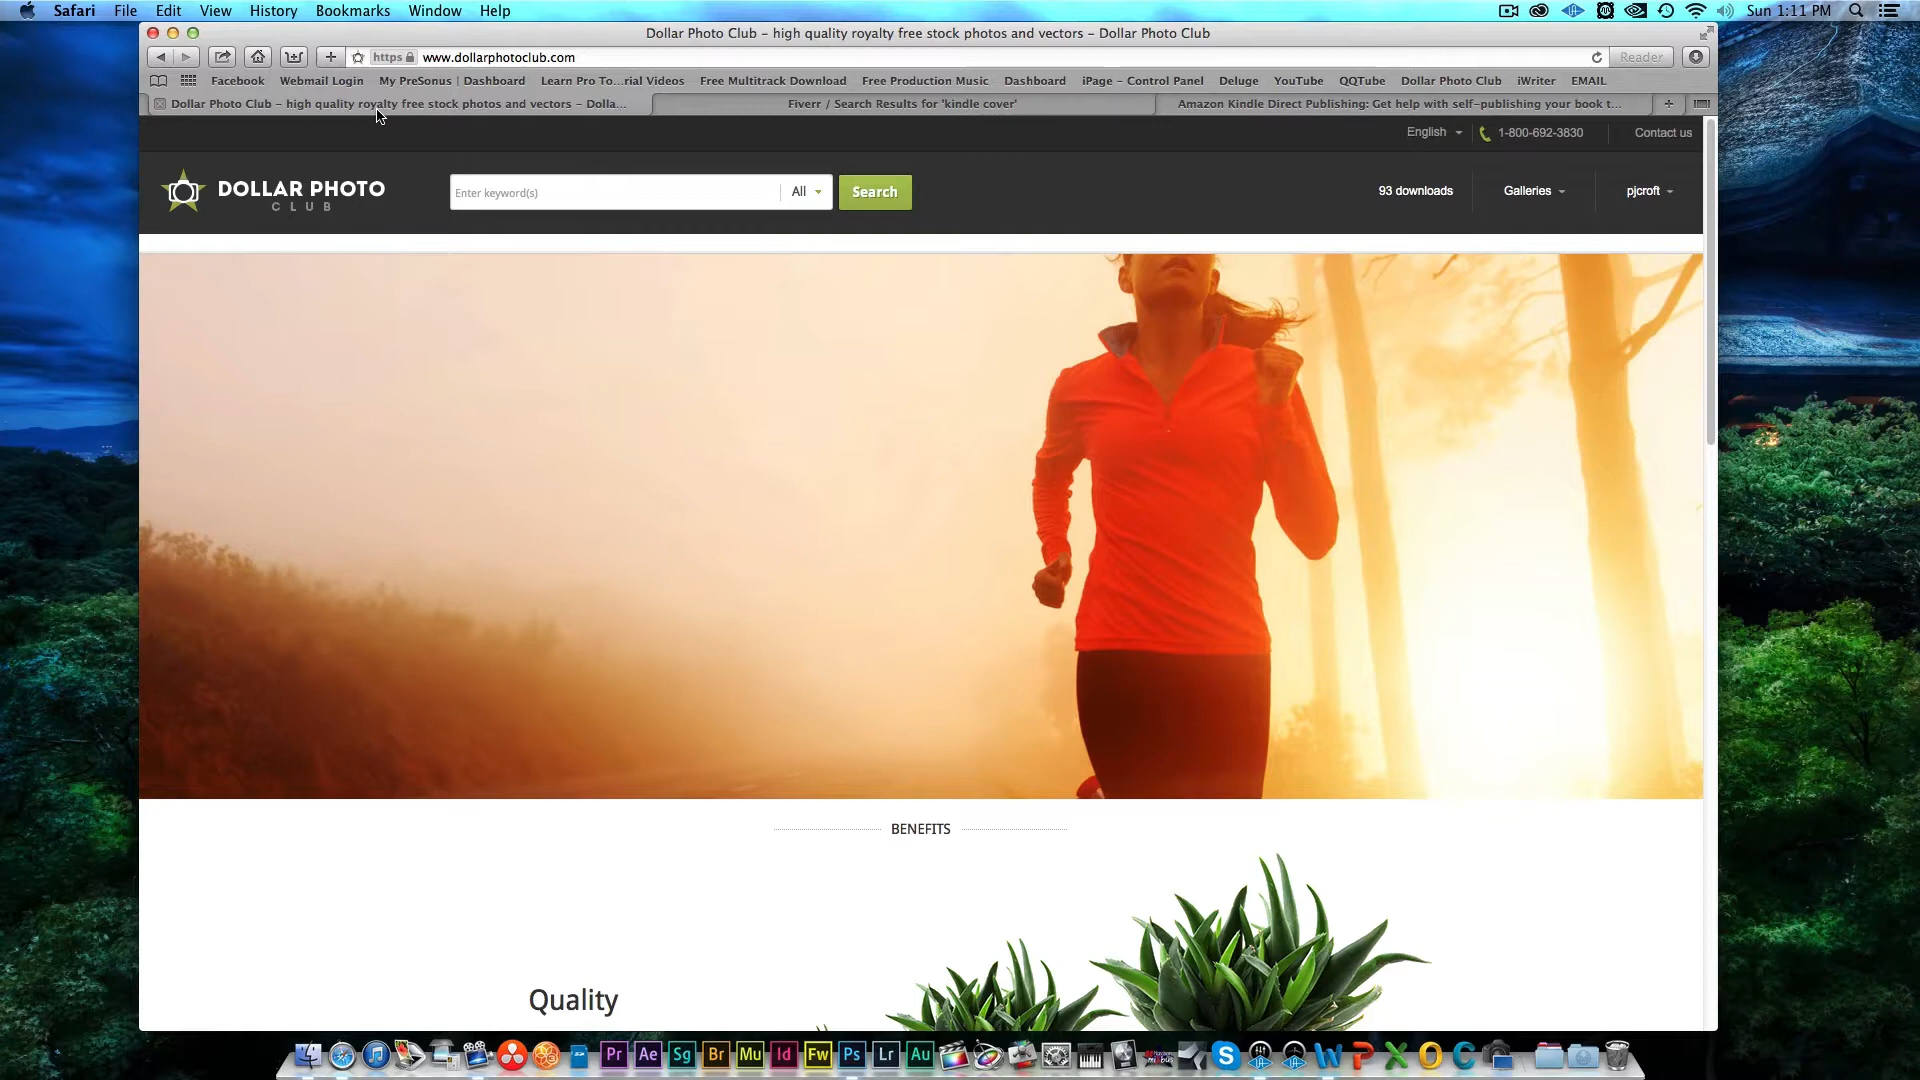 Safari File Edit View History Bookmarks Window Help Sun 1:11 PM
Dollar Photo Club – high quality royalty free stock photos and vectors – Dollar Photo Club
https www.dollarphotoclub.com Reader
Facebook Webmail Login My PreSonus | Dashboard Learn Pro To...rial Videos Free Multitrack Download Free Production Music Dashboard iPage – Control Panel Deluge YouTube QQTube Dollar Photo Club iWriter EMAIL
Dollar Photo Club – high quality royalty free stock photos and vectors – Dolla... Fiverr / Search Results for 'kindle cover' Amazon Kindle Direct Publishing: Get help with self-publishing your book t...
English 1-800-692-3830 Contact us
DOLLAR PHOTO
CLUB
Enter keyword(s) All Search 93 downloads Galleries pjcroft
BENEFITS
Quality
Pr Ae Sg Br Mu Id Fw Ps Lr Au